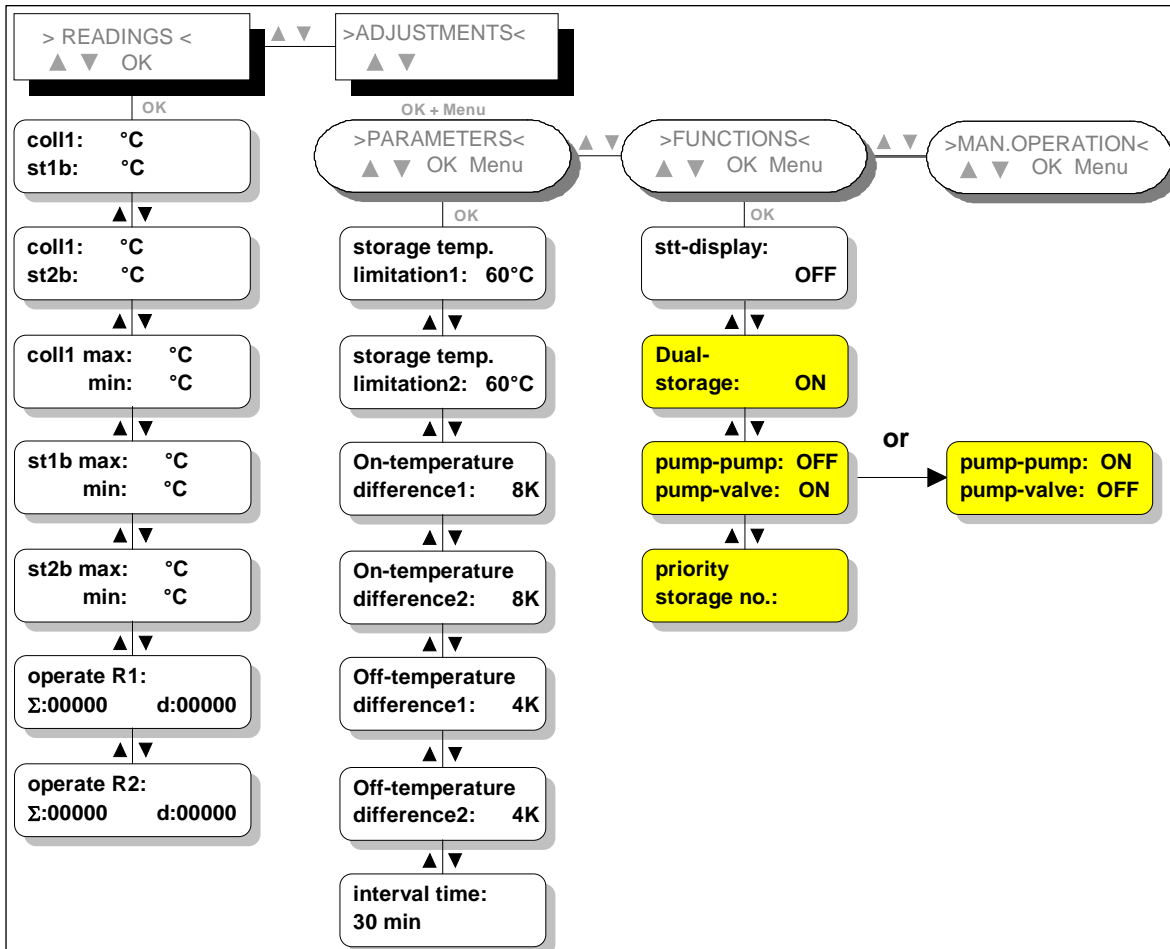 > READINGS <
▲ ▼ OK
▲ ▼
>ADJUSTMENTS<
▲ ▼
OK
coll1: °C
st1b: °C
▲ ▼
coll1: °C
st2b: °C
▲ ▼
coll1 max: °C
min: °C
▲ ▼
st1b max: °C
min: °C
▲ ▼
st2b max: °C
min: °C
▲ ▼
operate R1:
Σ:00000 d:00000
▲ ▼
operate R2:
Σ:00000 d:00000
OK + Menu
>PARAMETERS<
▲ ▼ OK Menu
OK
storage temp.
limitation1: 60°C
▲ ▼
storage temp.
limitation2: 60°C
▲ ▼
On-temperature
difference1: 8K
▲ ▼
On-temperature
difference2: 8K
▲ ▼
Off-temperature
difference1: 4K
▲ ▼
Off-temperature
difference2: 4K
▲ ▼
interval time:
30 min
▲ ▼
>FUNCTIONS<
▲ ▼ OK Menu
OK
stt-display:
OFF
▲ ▼
Dual-
storage: ON
▲ ▼
pump-pump: OFF
pump-valve: ON
▲ ▼
priority
storage no.:
or
pump-pump: ON
pump-valve: OFF
▲ ▼
>MAN.OPERATION<
▲ ▼ OK Menu